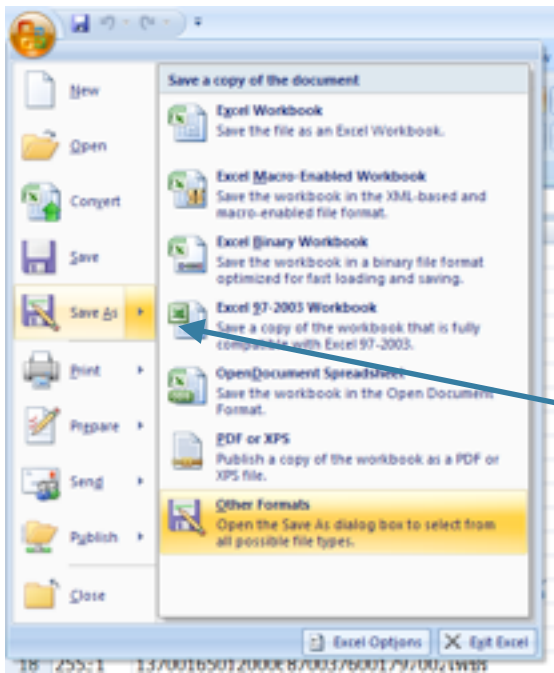 New
Open
Convert
Save
Save As
Print
Prepare
Send
Publish
Close
Save a copy of the document
Excel Workbook
Save the file as an Excel Workbook.
Excel Macro-Enabled Workbook
Save the workbook in the XML-based and
macro-enabled file format.
Excel Binary Workbook
Save the workbook in a binary file format
optimized for fast loading and saving.
Excel 97-2003 Workbook
Save a copy of the workbook that is fully
compatible with Excel 97-2003.
OpenDocument Spreadsheet
Save the workbook in the Open Document
Format.
PDF or XPS
Publish a copy of the workbook as a PDF or
XPS file.
Other Formats
Open the Save As dialog box to select from
all possible file types.
Excel Options
Exit Excel
18 255:1